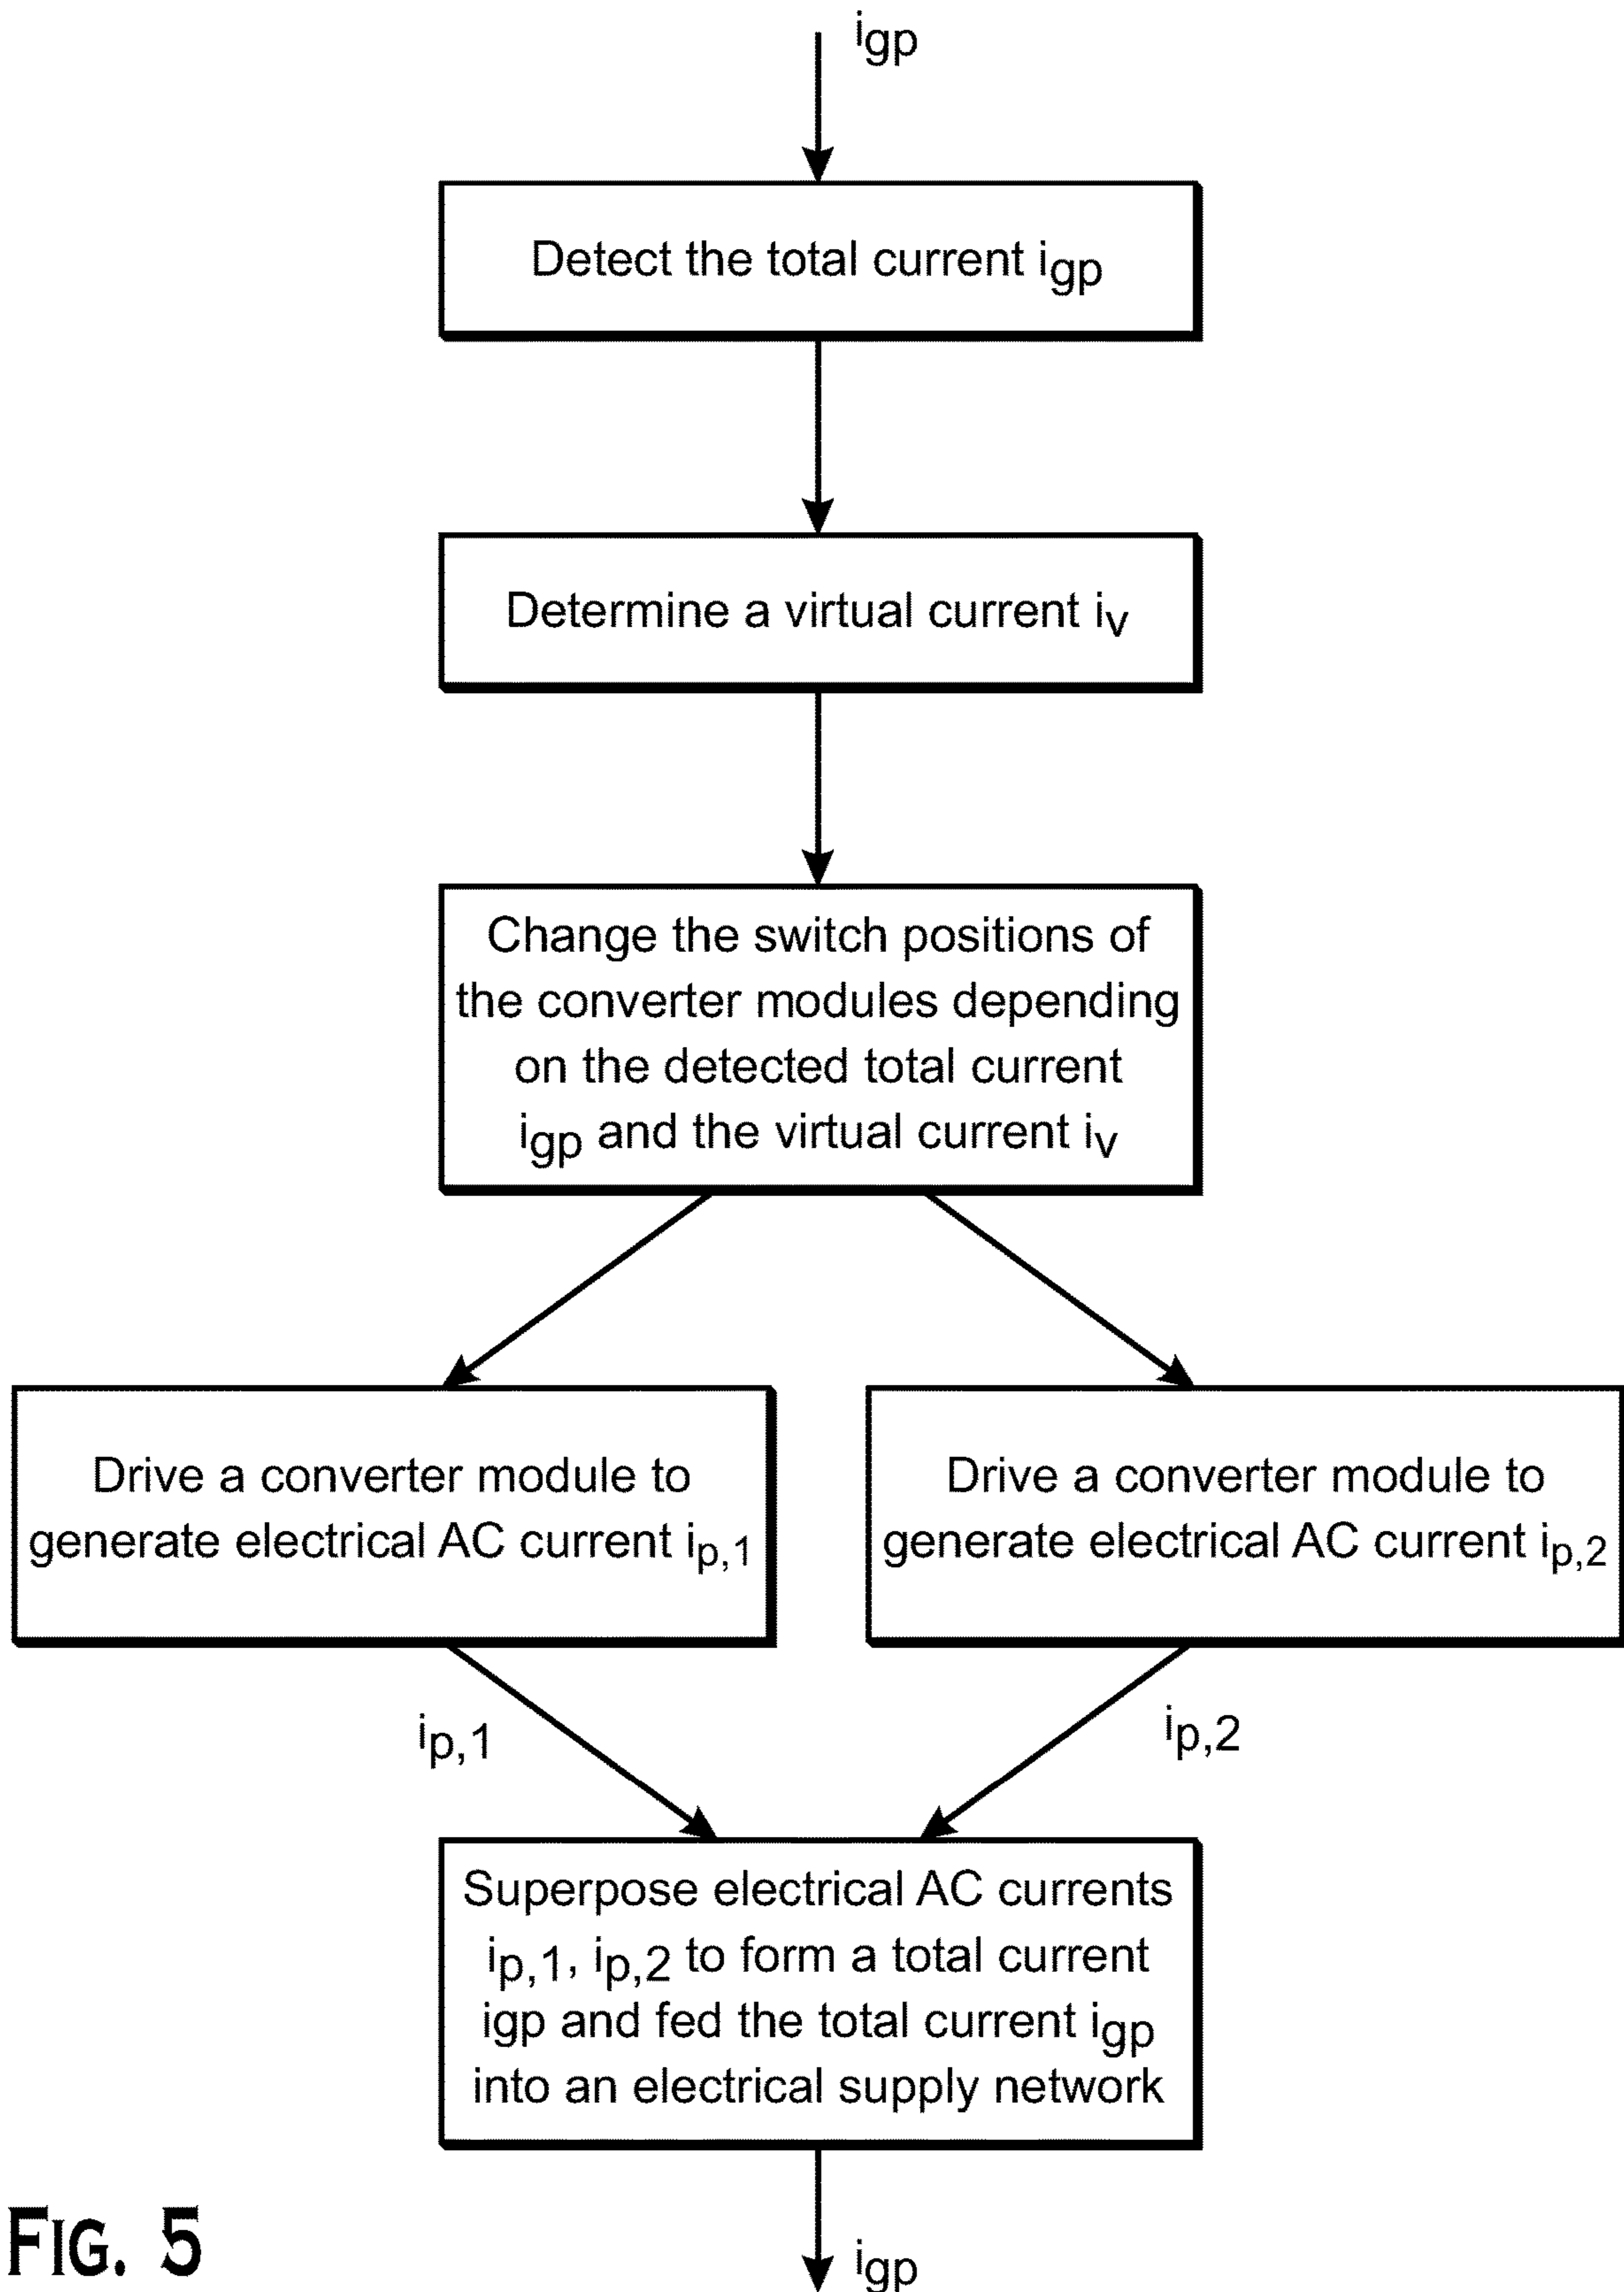 igp
Detect the total current igp
Determine a virtual current iv
Change the switch positions of
the converter modules depending
on the detected total current
igp and the virtual current iv
Drive a converter module to
generate electrical AC current ip,1
Drive a converter module to
generate electrical AC current ip,2
ip,1
ip,2
Superpose electrical AC currents
ip,1, ip,2 to form a total current
igp and fed the total current igp
into an electrical supply network
igp
FIG. 5